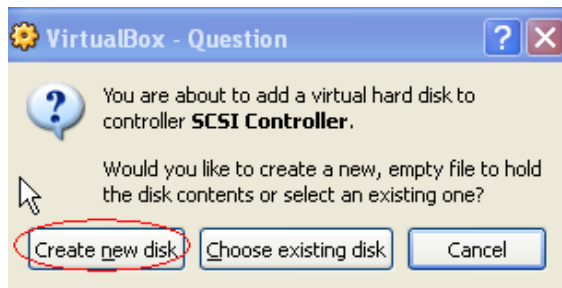 VirtualBox - Question
You are about to add a virtual hard disk to
controller SCSI Controller.
Would you like to create a new, empty file to hold
the disk contents or select an existing one?
Create new disk Choose existing disk Cancel